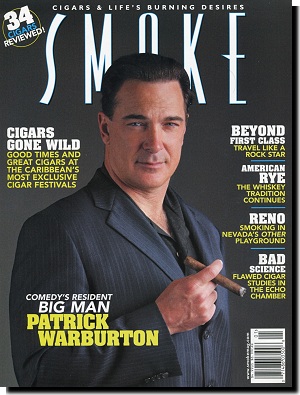 34
CIGARS
REVIEWED!
CIGARS & LIFE'S BURNING DESIRES
SMOKE
CIGARS
GONE WILD
GOOD TIMES AND
GREAT CIGARS AT
THE CARIBBEAN'S
MOST EXCLUSIVE
CIGAR FESTIVALS
BEYOND
FIRST CLASS
TRAVEL LIKE A
ROCK STAR
AMERICAN
RYE
THE WHISKEY
TRADITION
CONTINUES
RENO
SMOKING IN
NEVADA'S OTHER
PLAYGROUND
BAD
SCIENCE
FLAWED CIGAR
STUDIES IN
THE ECHO
CHAMBER
COMEDY'S RESIDENT
BIG MAN
PATRICK
WARBURTON